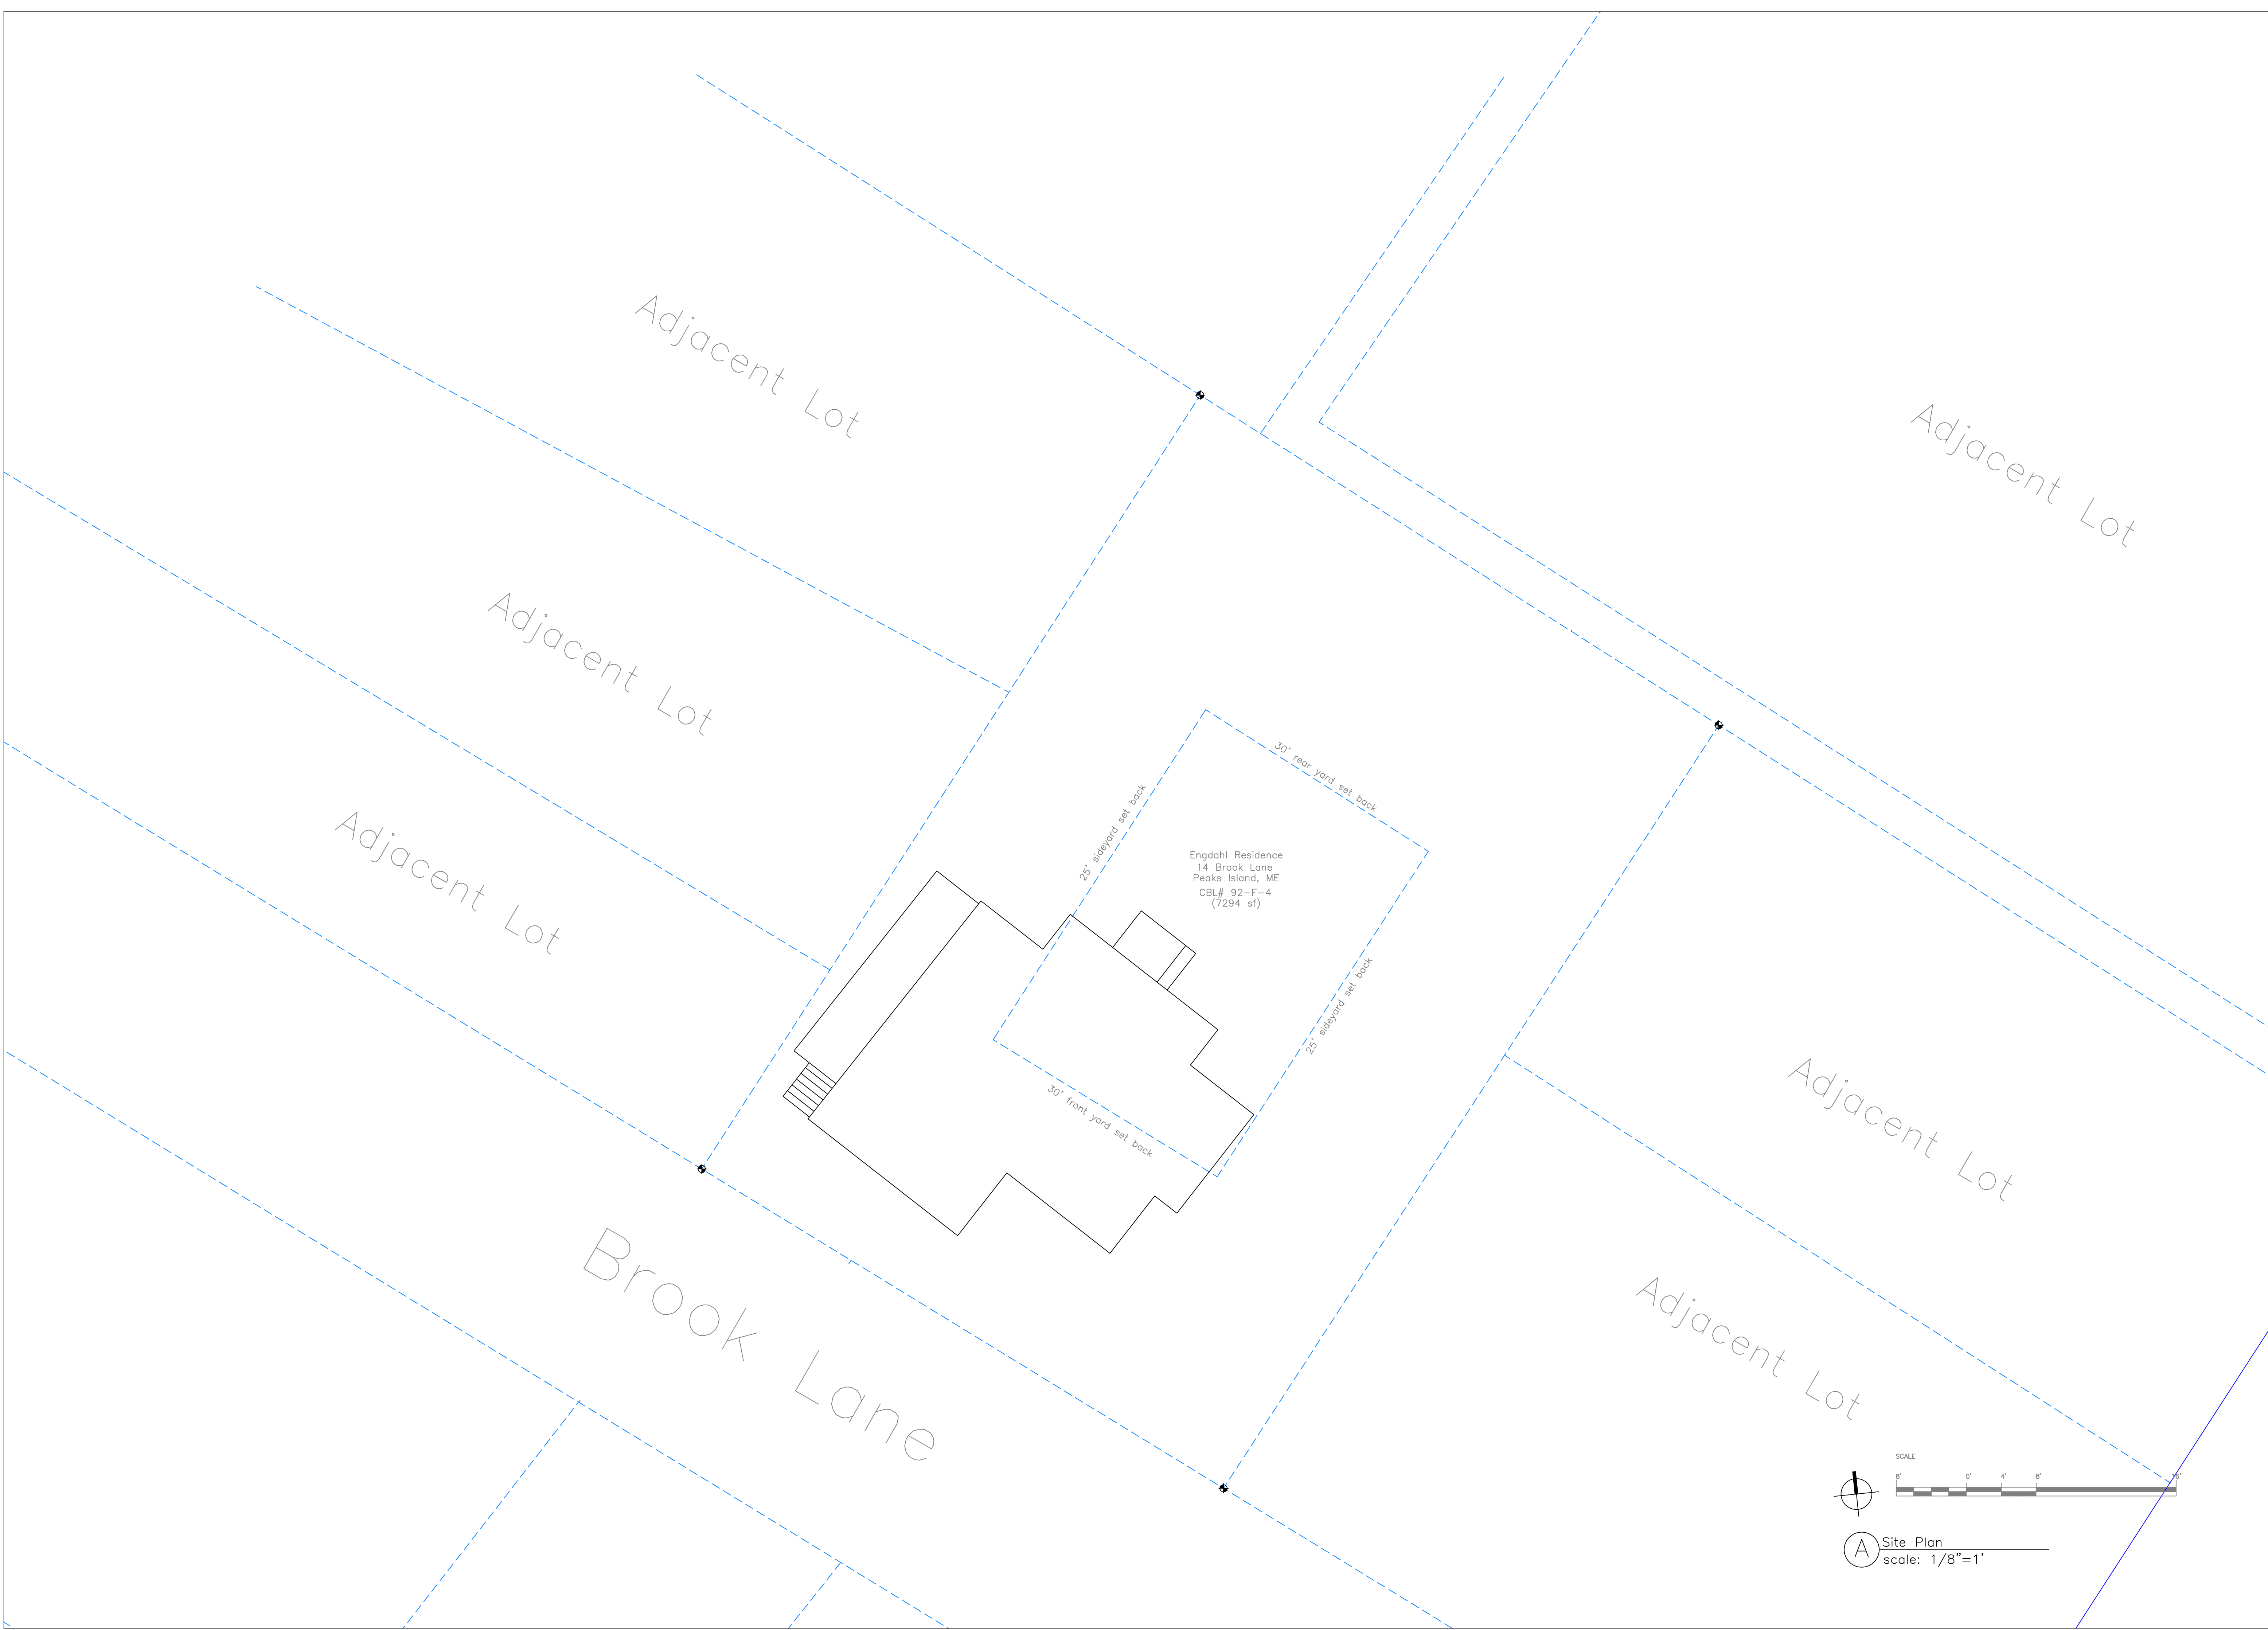 Adjacent Lot
Adjacent Lot
Adjacent Lot
Adjacent Lot
30' rear yard set back
25' sideyard set back
Engdahl Residence
14 Brook Lane
Peaks Island, ME
CBL# 92-F-4
(7294 sf)
25' sideyard set back
30' front yard set back
Adjacent Lot
Adjacent Lot
Brook Lane
SCALE
8' 0' 4' 8'
A
Site Plan
scale: 1/8"=1'